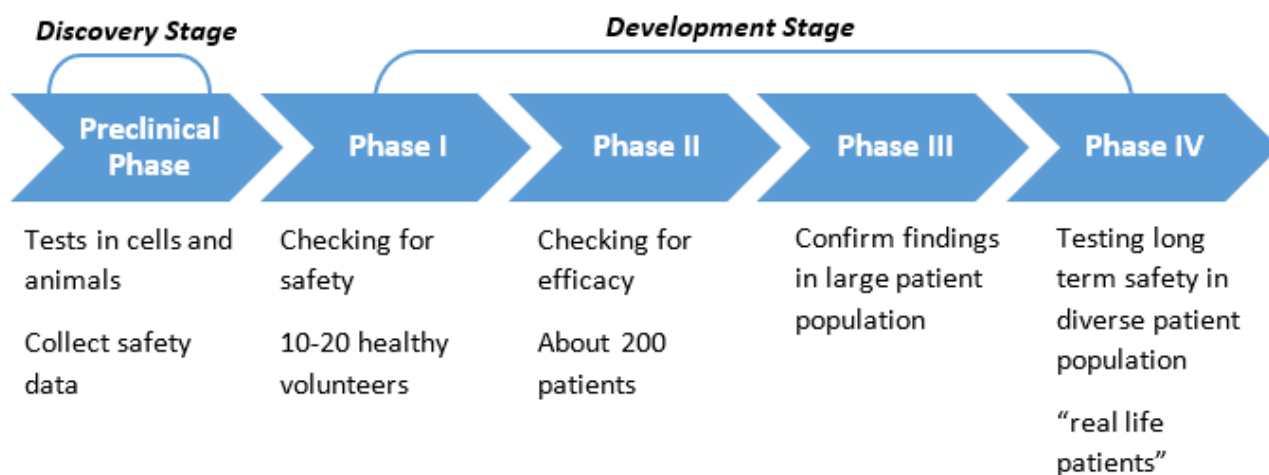 Discovery Stage
Development Stage
Preclinical
Phase
Phase I
Phase II
Phase III
Phase IV
Tests in cells and
animals
Collect safety
data
Checking for
safety
10-20 healthy
volunteers
Checking for
efficacy
About 200
patients
Confirm findings
in large patient
population
Testing long
term safety in
diverse patient
population
“real life
patients”